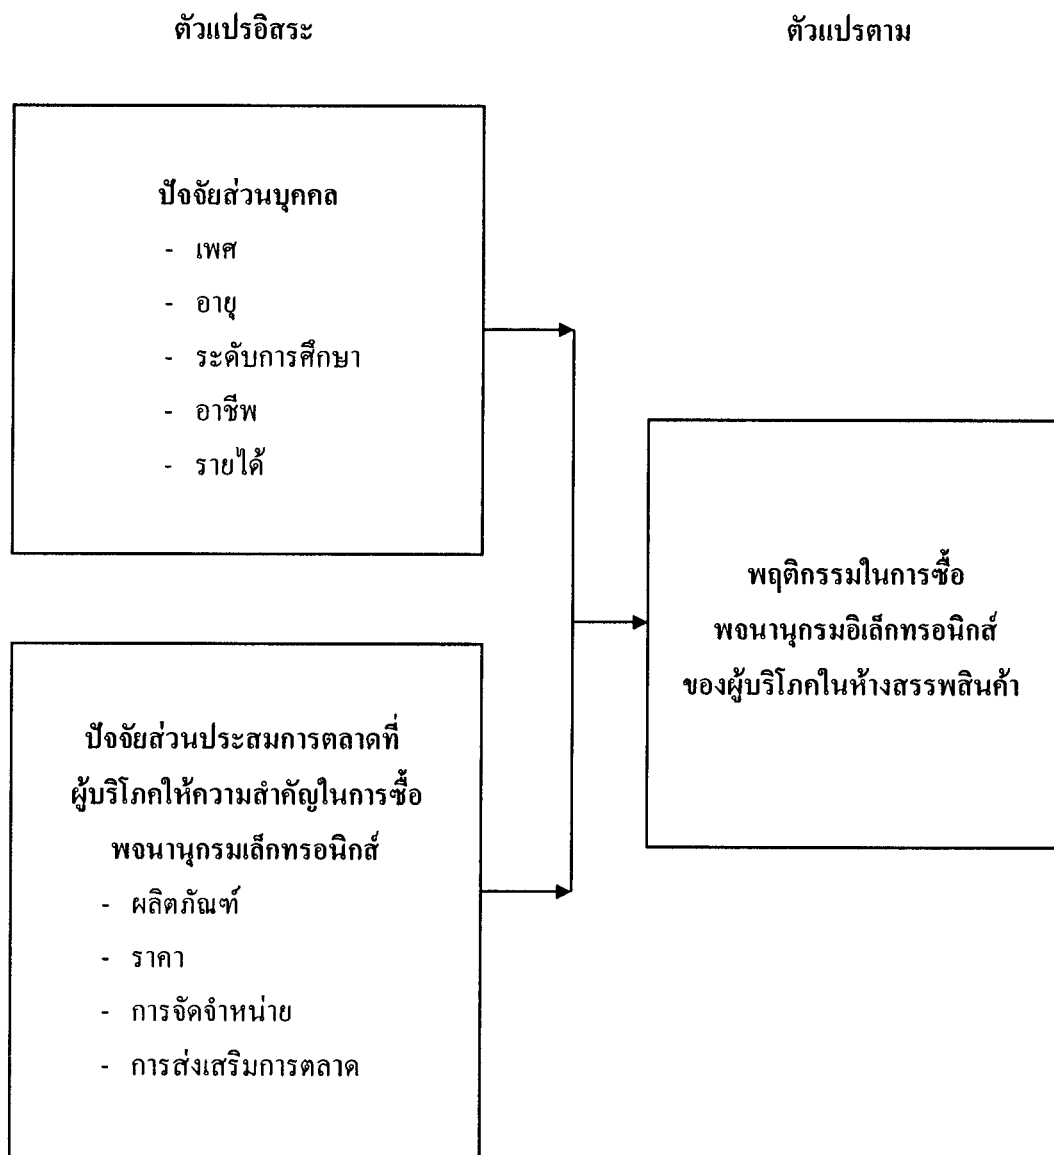 ตัวแปรอิสระ
ตัวแปรตาม
ปัจจัยส่วนบุคคล
- เพศ
- อายุ
- ระดับการศึกษา
- อาชีพ
- รายได้
ปัจจัยส่วนประสมการตลาดที่
ผู้บริโภคให้ความสำคัญในการซื้อ
พจนานุกรมเล็กทรอนิกส์
- ผลิตภัณฑ์
- ราคา
- การจัดจำหน่าย
- การส่งเสริมการตลาด
พฤติกรรมในการซื้อ
พจนานุกรมอิเล็กทรอนิกส์
ของผู้บริโภคในห้างสรรพสินค้า